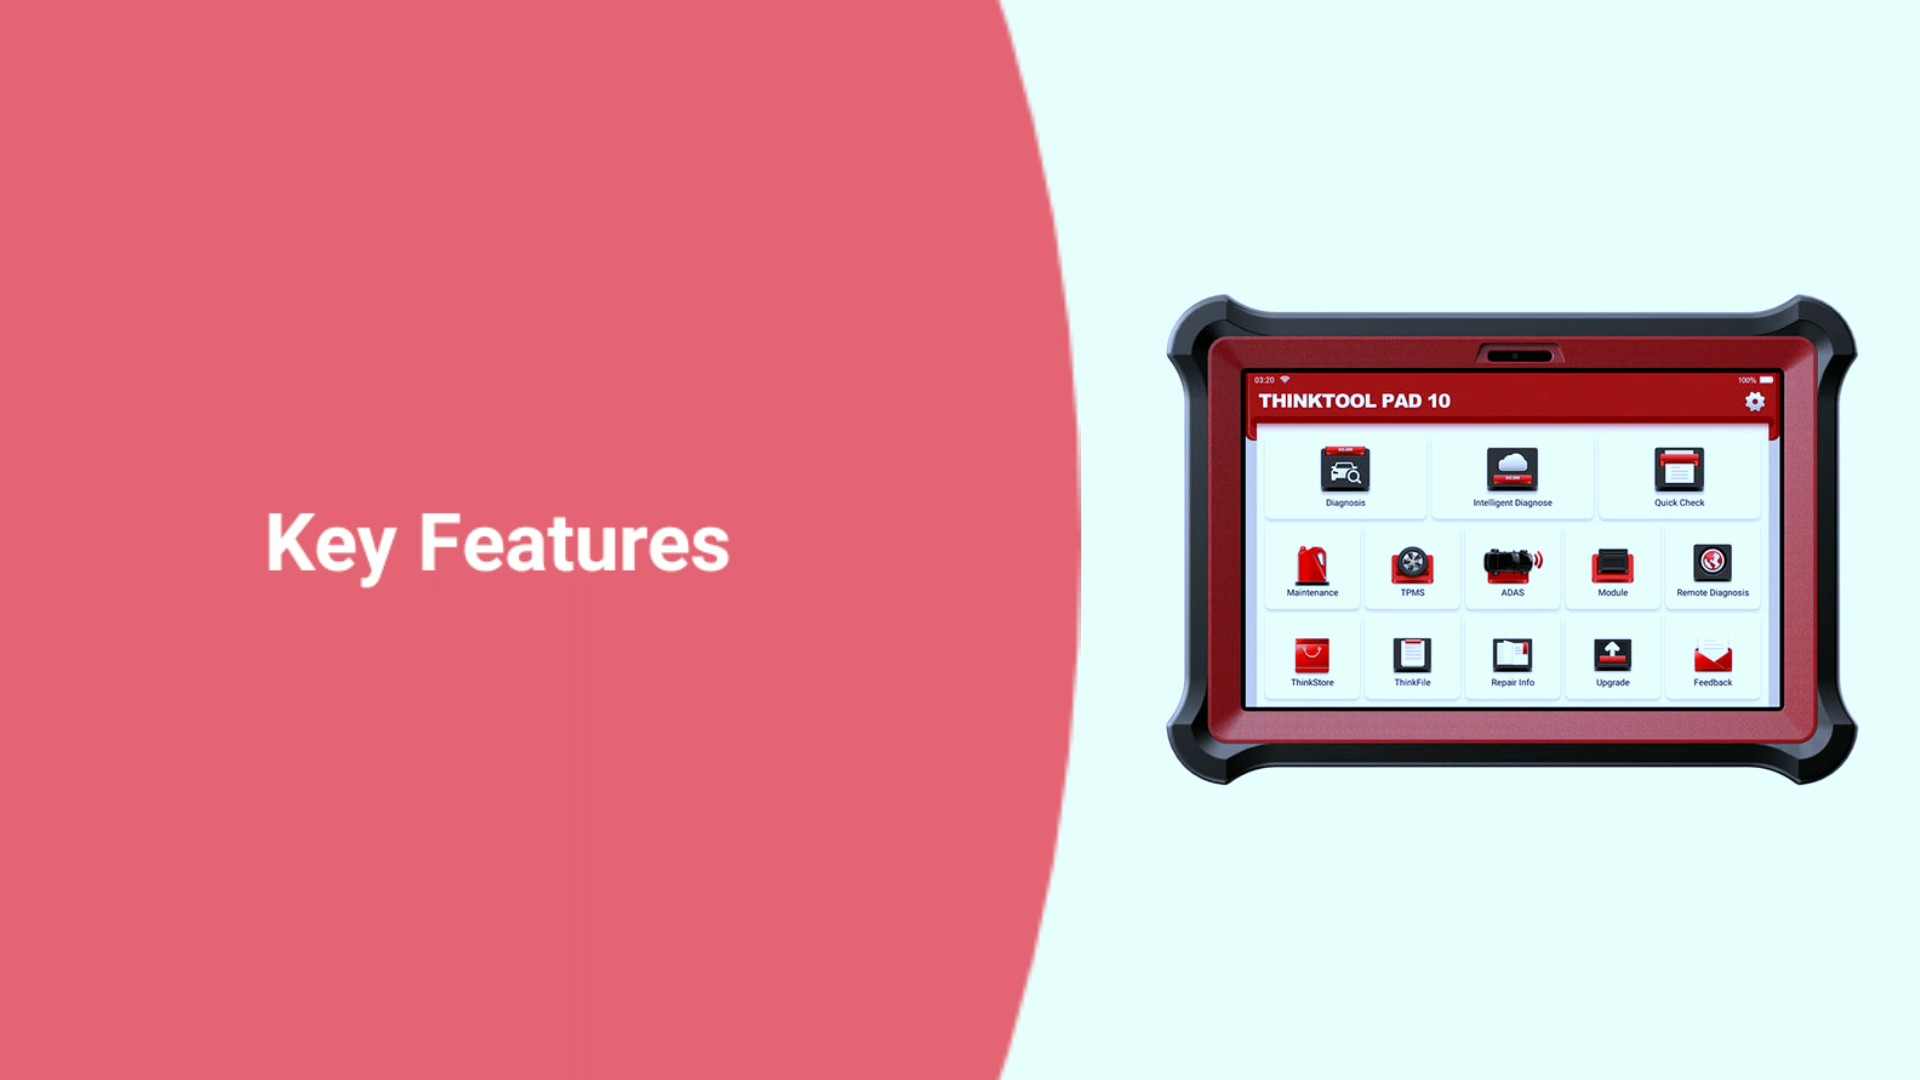 Key Features
03:20
100%
THINKTOOL PAD 10
Diagnosis
Intelligent Diagnose
Quick Check
Maintenance
TPMS
ADAS
Module
Remote Diagnosis
ThinkStore
ThinkFile
Repair Info
Upgrade
Feedback